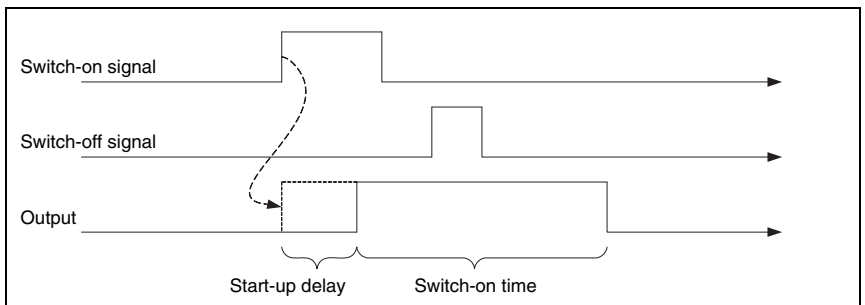 Switch-on signal
Switch-off signal
Output
Start-up delay
Switch-on time